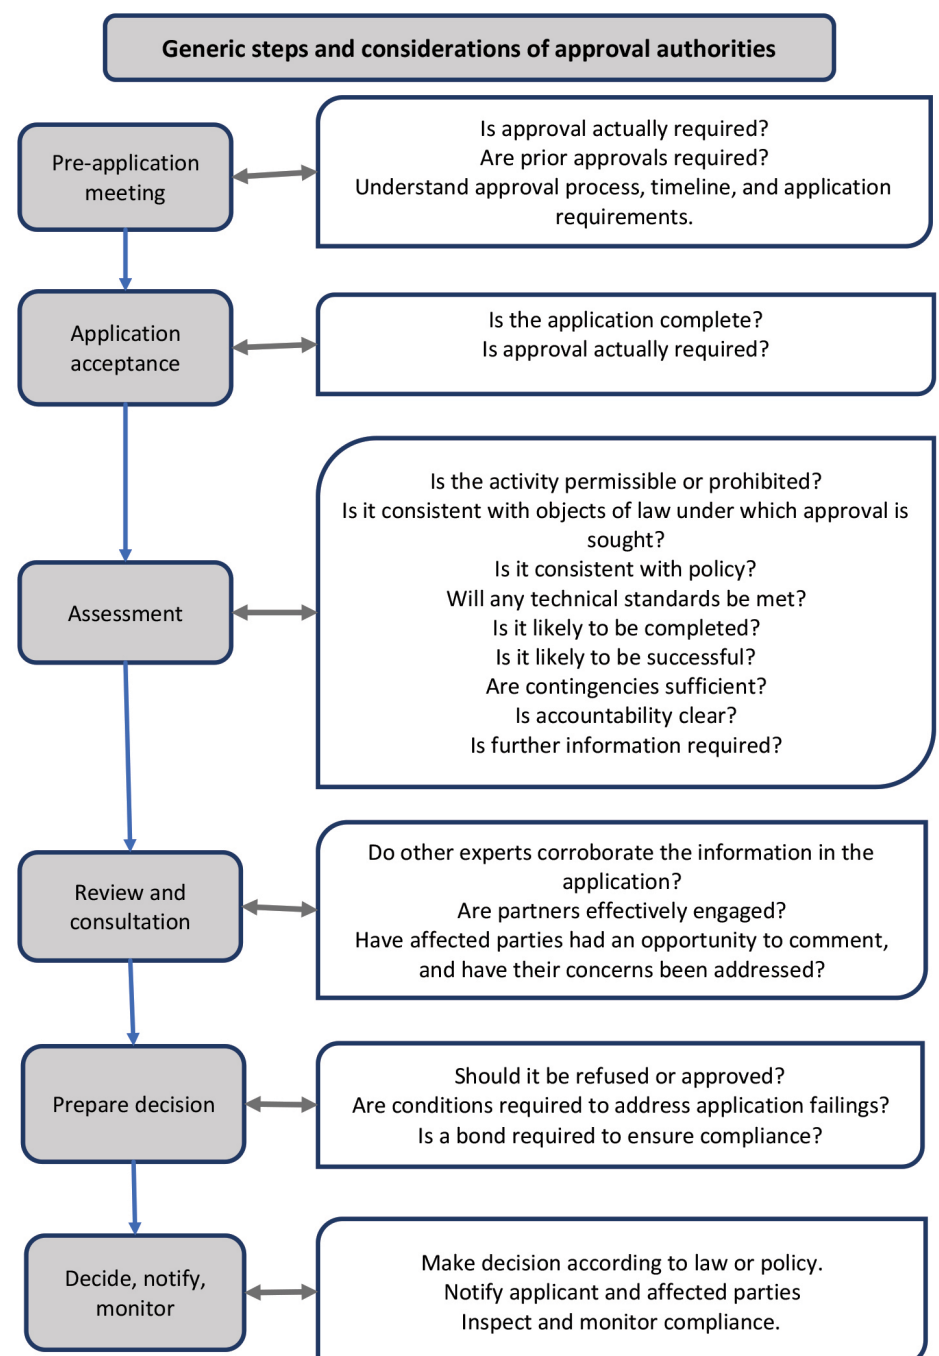 Generic steps and considerations of approval authorities
Pre-application
meeting
Is approval actually required?
Are prior approvals required?
Understand approval process, timeline, and application
requirements.
Application
acceptance
Is the application complete?
Is approval actually required?
Assessment
Is the activity permissible or prohibited?
Is it consistent with objects of law under which approval is
sought?
Is it consistent with policy?
Will any technical standards be met?
Is it likely to be completed?
Is it likely to be successful?
Are contingencies sufficient?
Is accountability clear?
Is further information required?
Review and
consultation
Do other experts corroborate the information in the
application?
Are partners effectively engaged?
Have affected parties had an opportunity to comment,
and have their concerns been addressed?
Prepare decision
Should it be refused or approved?
Are conditions required to address application failings?
Is a bond required to ensure compliance?
Decide, notify,
monitor
Make decision according to law or policy.
Notify applicant and affected parties
Inspect and monitor compliance.